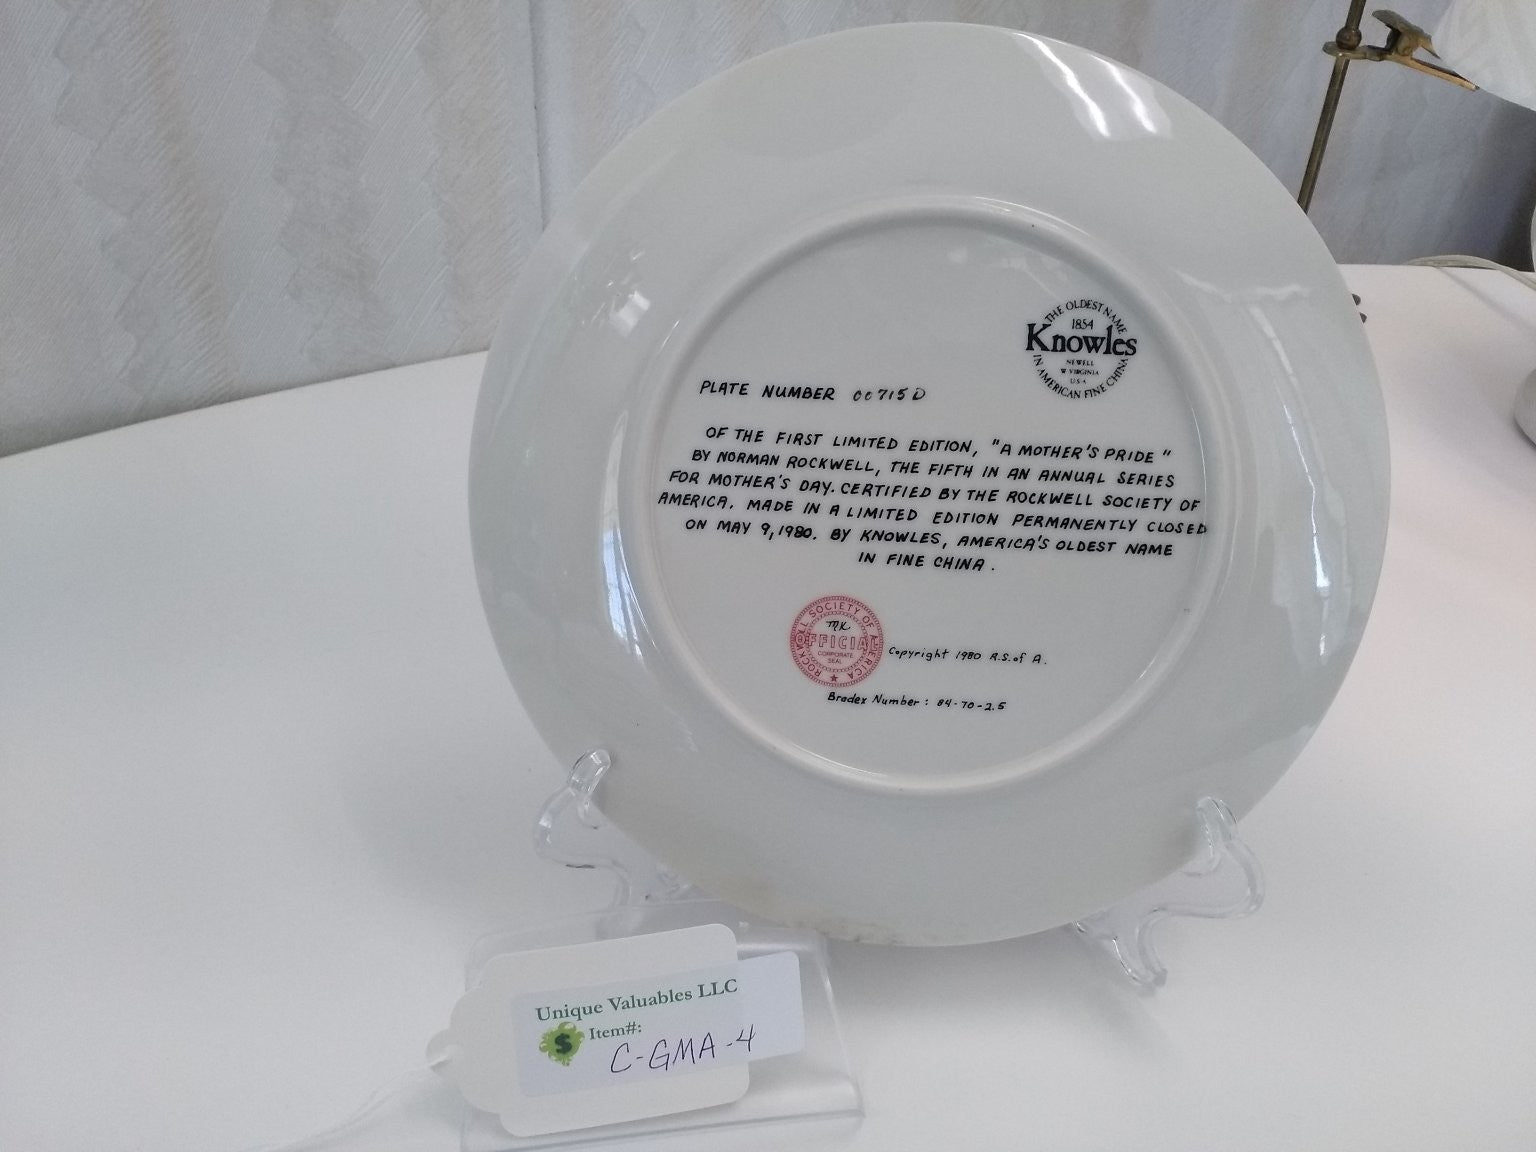 THE OLDEST NAME
1854
Knowles
NEWELL
W VIRGINIA
U.S.A
IN AMERICAN FINE CHINA
PLATE NUMBER 00715D
OF THE FIRST LIMITED EDITION, "A MOTHER'S PRIDE"
BY NORMAN ROCKWELL, THE FIFTH IN AN ANNUAL SERIES
FOR MOTHER'S DAY. CERTIFIED BY THE ROCKWELL SOCIETY OF
AMERICA. MADE IN A LIMITED EDITION PERMANENTLY CLOSED
ON MAY 9, 1980. BY KNOWLES, AMERICA'S OLDEST NAME
IN FINE CHINA.
ROCKWELL SOCIETY OF AMERICA
MK
OFFICIAL
CORPORATE
SEAL
Copyright 1980 R.S. of A.
Bradex Number: 84-70-2.5
Unique Valuables LLC
$ Item#:
C-GMA-4